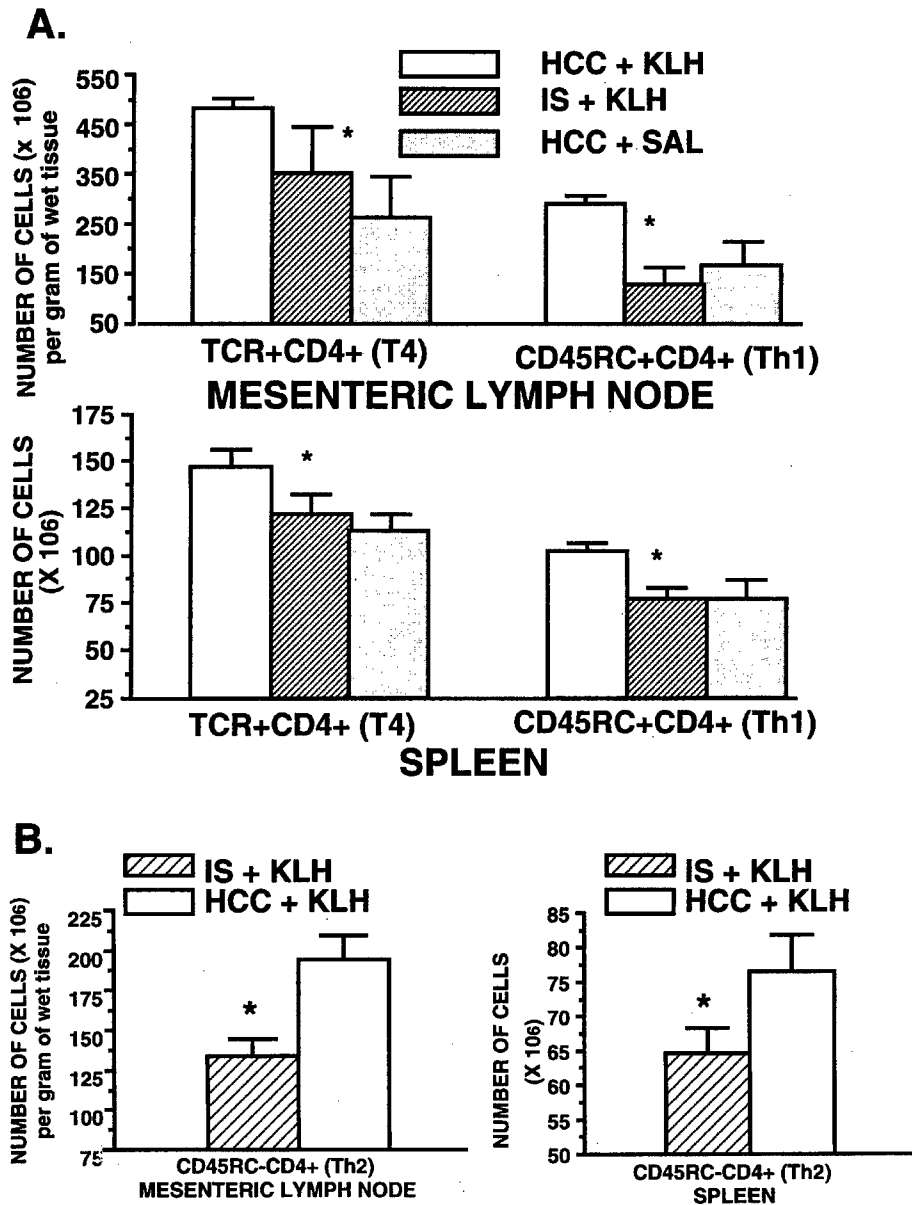 A.
HCC + KLH
IS + KLH
HCC + SAL
NUMBER OF CELLS (x 106)
per gram of wet tissue
550
450
350
250
150
50
*
*
TCR+CD4+ (T4)
CD45RC+CD4+ (Th1)
MESENTERIC LYMPH NODE
NUMBER OF CELLS
(X 106)
175
150
125
100
75
50
25
*
*
TCR+CD4+ (T4)
CD45RC+CD4+ (Th1)
SPLEEN
B.
IS + KLH
HCC + KLH
NUMBER OF CELLS (X 106)
per gram of wet tissue
225
200
175
150
125
100
75
*
CD45RC-CD4+ (Th2)
MESENTERIC LYMPH NODE
IS + KLH
HCC + KLH
NUMBER OF CELLS
(X 106)
85
80
75
70
65
60
55
50
*
CD45RC-CD4+ (Th2)
SPLEEN